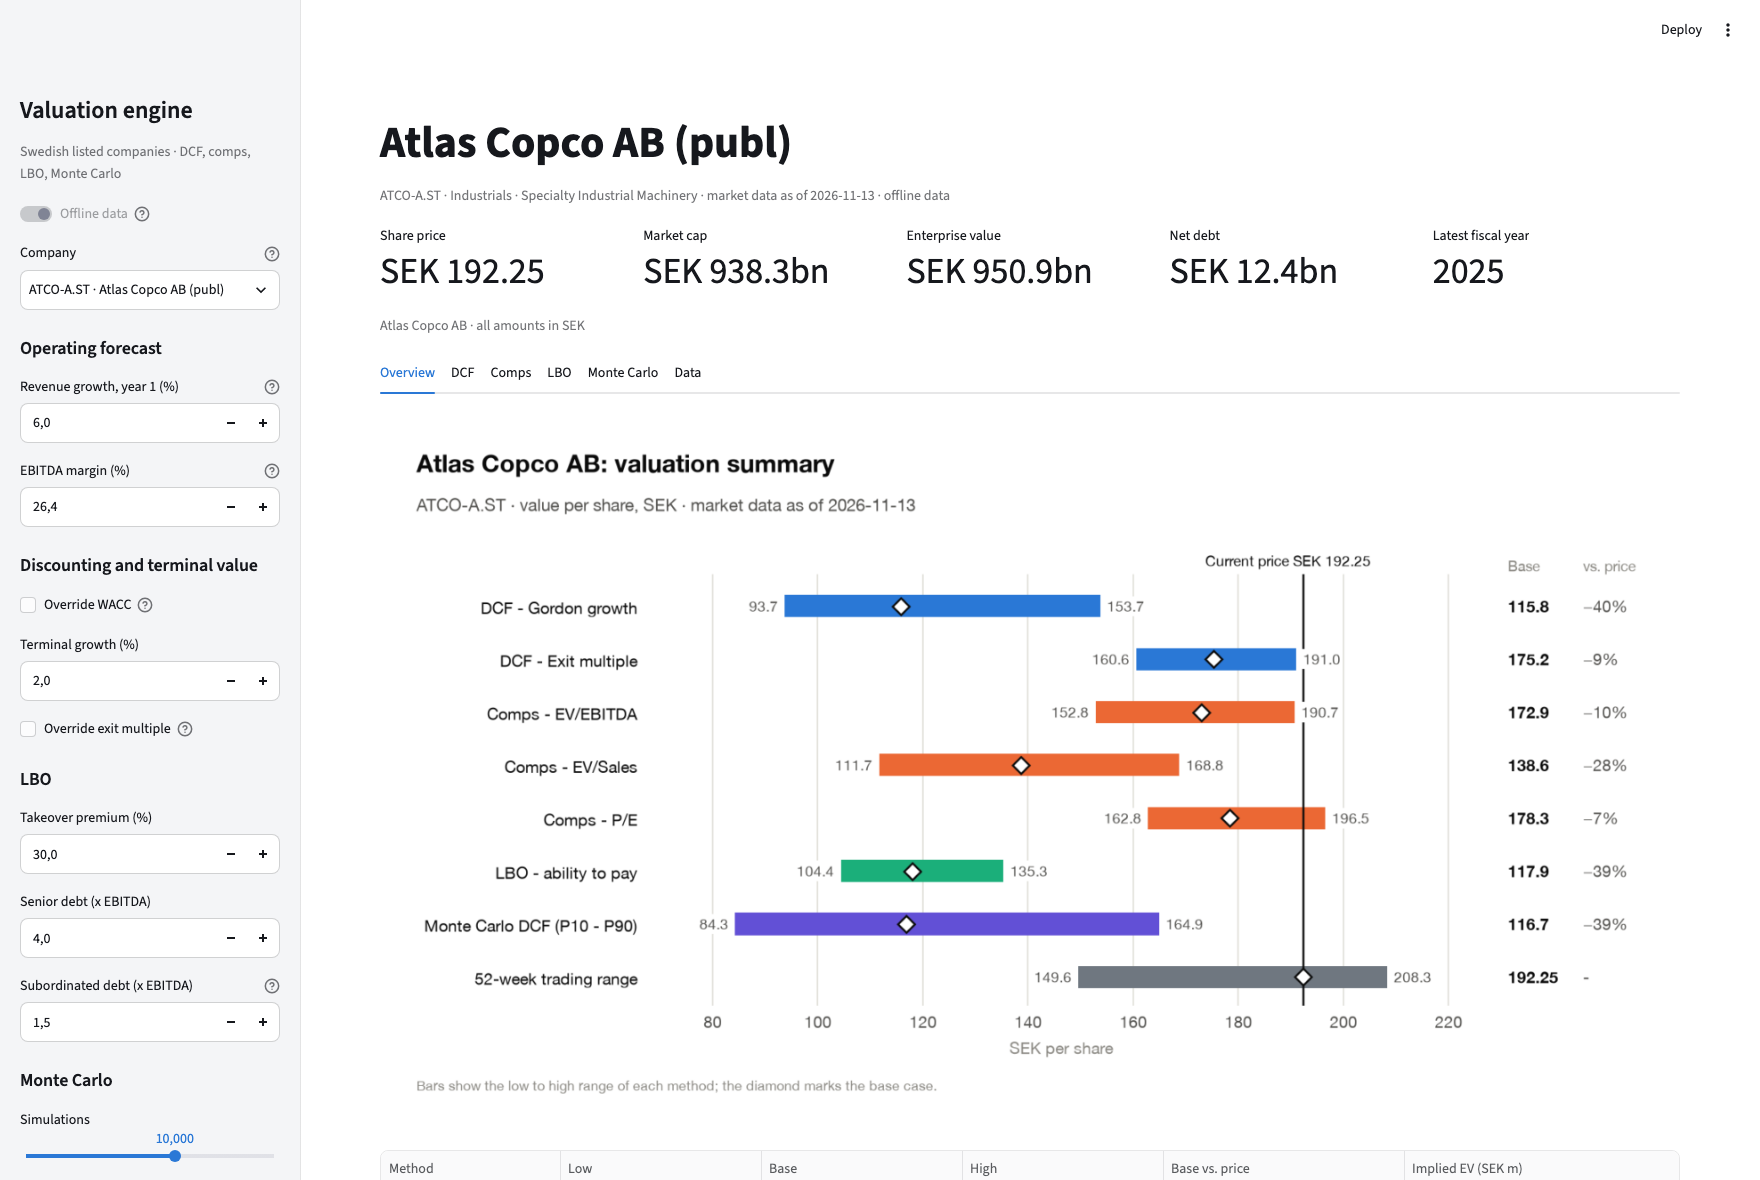 Deploy
Valuation engine
Swedish listed companies · DCF, comps,
LBO, Monte Carlo
Offline data
Company
ATCO-A.ST · Atlas Copco AB (publ)
Operating forecast
Revenue growth, year 1 (%)
6,0
EBITDA margin (%)
26,4
Discounting and terminal value
Override WACC
Terminal growth (%)
2,0
Override exit multiple
LBO
Takeover premium (%)
30,0
Senior debt (x EBITDA)
4,0
Subordinated debt (x EBITDA)
1,5
Monte Carlo
Simulations
10,000
Atlas Copco AB (publ)
ATCO-A.ST · Industrials · Specialty Industrial Machinery · market data as of 2026-11-13 · offline data
Share price Market cap Enterprise value Net debt Latest fiscal year
SEK 192.25 SEK 938.3bn SEK 950.9bn SEK 12.4bn 2025
Atlas Copco AB · all amounts in SEK
Overview DCF Comps LBO Monte Carlo Data
Atlas Copco AB: valuation summary
ATCO-A.ST · value per share, SEK · market data as of 2026-11-13
Current price SEK 192.25 Base vs. price
DCF - Gordon growth 93.7 153.7 115.8 −40%
DCF - Exit multiple 160.6 191.0 175.2 −9%
Comps - EV/EBITDA 152.8 190.7 172.9 −10%
Comps - EV/Sales 111.7 168.8 138.6 −28%
Comps - P/E 162.8 196.5 178.3 −7%
LBO - ability to pay 104.4 135.3 117.9 −39%
Monte Carlo DCF (P10 - P90) 84.3 164.9 116.7 −39%
52-week trading range 149.6 208.3 192.25 -
80 100 120 140 160 180 200 220
SEK per share
Bars show the low to high range of each method; the diamond marks the base case.
Method Low Base High Base vs. price Implied EV (SEK m)